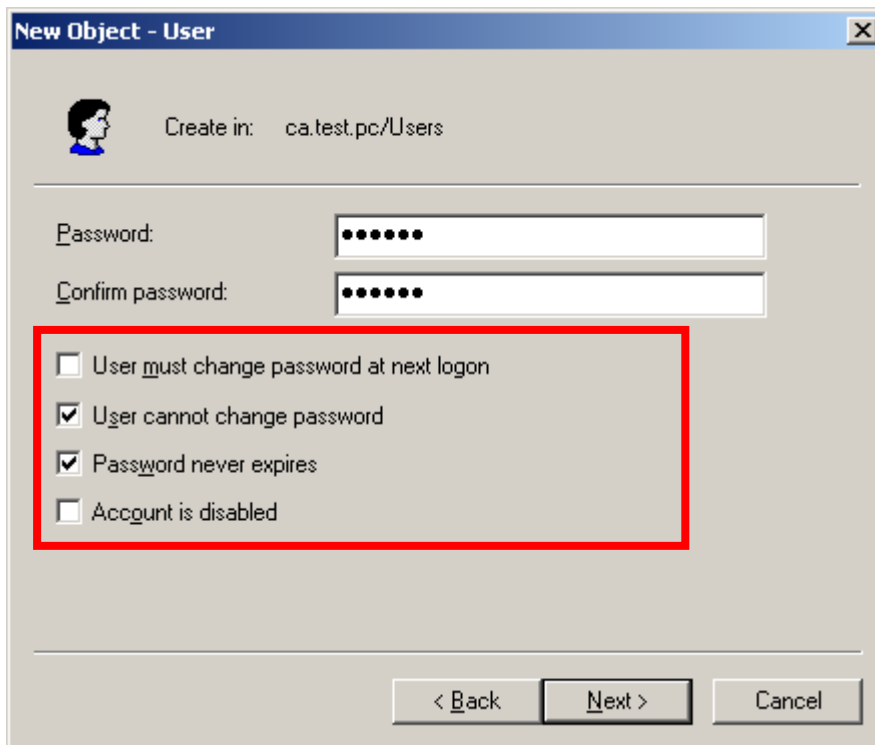 New Object - User
Create in: ca.test.pc/Users
Password: ●●●●●●
Confirm password: ●●●●●●
User must change password at next logon
User cannot change password
Password never expires
Account is disabled
< Back Next > Cancel